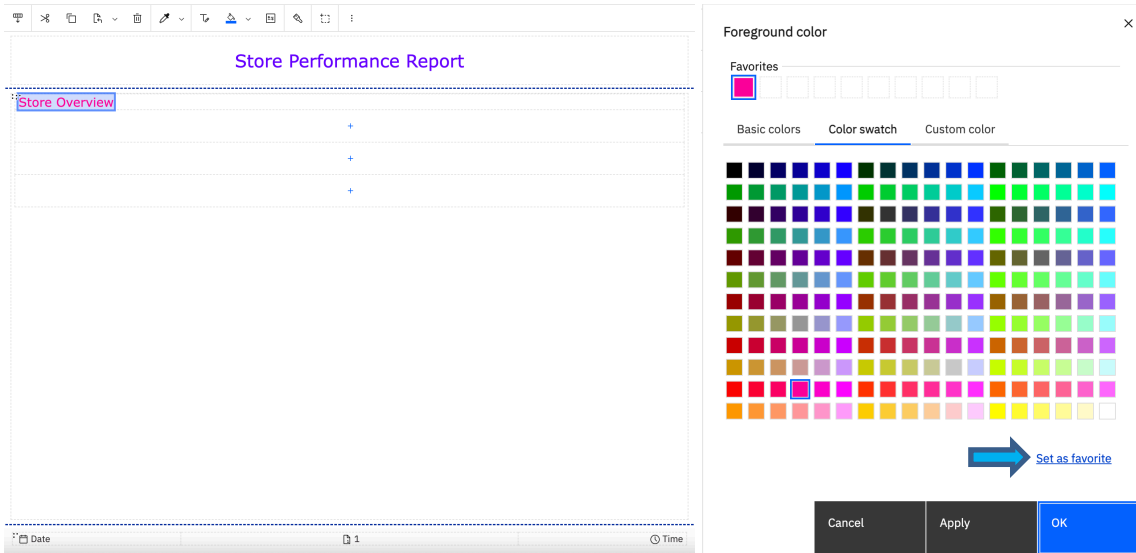 Store Performance Report
Store Overview
Date
1
Time
Foreground color
Favorites
Basic colors
Color swatch
Custom color
Set as favorite
Cancel
Apply
OK